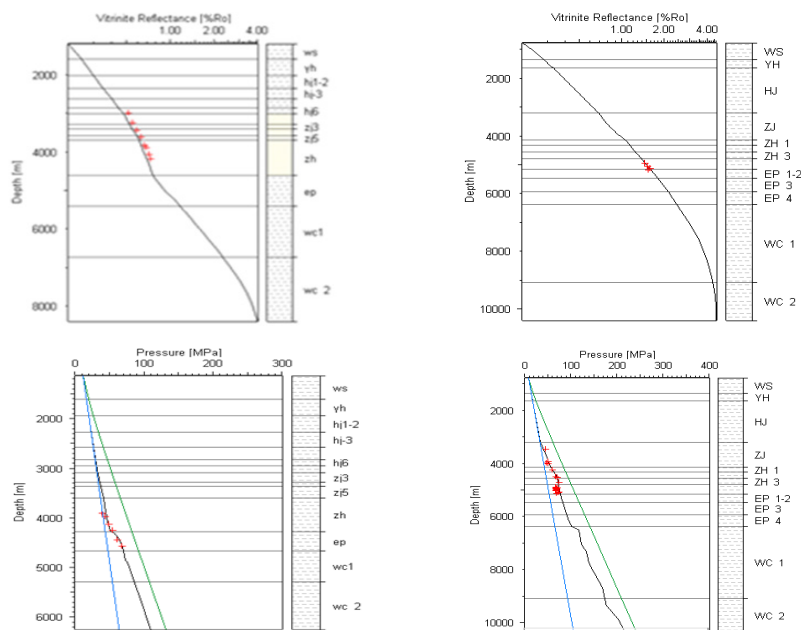 Vitrinite Reflectance [%Ro]
1.00 2.00 4.00
Depth [m]
2000
4000
6000
8000
ws
yh
hj1-2
hj-3
hj6
zj3
zj5
zh
ep
wc1
wc 2
Vitrinite Reflectance [%Ro]
1.00 2.00 4.00
Depth [m]
2000
4000
6000
8000
10000
WS
YH
HJ
ZJ
ZH 1
ZH 3
EP 1-2
EP 3
EP 4
WC 1
WC 2
Pressure [MPa]
0 100 200 300
Depth [m]
2000
3000
4000
5000
6000
ws
yh
hj1-2
hj-3
hj6
zj3
zj5
zh
ep
wc1
wc 2
Pressure [MPa]
0 100 200 300 400
Depth [m]
2000
4000
6000
8000
10000
WS
YH
HJ
ZJ
ZH 1
ZH 3
EP 1-2
EP 3
EP 4
WC 1
WC 2